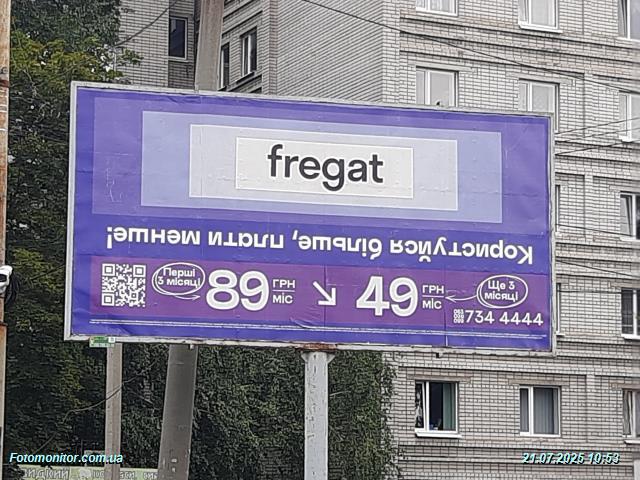 fregat
Користуйся більше, плати менше!
Перші
3 місяці
89 ГРН
МІС
49 ГРН
МІС
Ще 3
місяці
734 4444
Fotomonitor.com.ua
21.07.2025 10:53